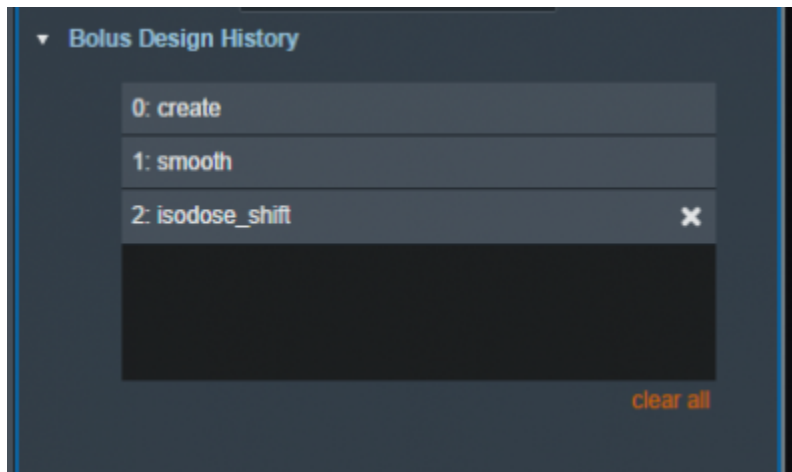 Bolus Design History
0: create
1: smooth
2: isodose_shift
clear all